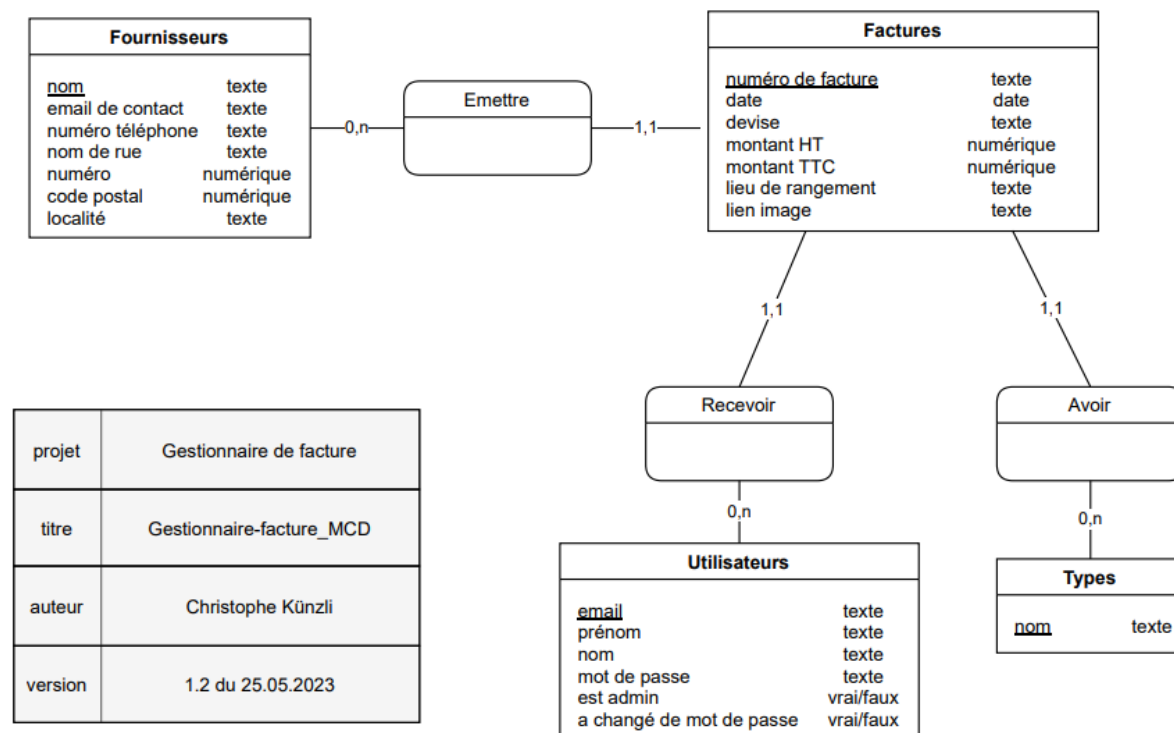 Fournisseurs
nom texte
email de contact texte
numéro téléphone texte
nom de rue texte
numéro numérique
code postal numérique
localité texte
0,n
Emettre
1,1
Factures
numéro de facture texte
date date
devise texte
montant HT numérique
montant TTC numérique
lieu de rangement texte
lien image texte
1,1
1,1
Recevoir
Avoir
0,n
0,n
Utilisateurs
email texte
prénom texte
nom texte
mot de passe texte
est admin vrai/faux
a changé de mot de passe vrai/faux
Types
nom texte
projet Gestionnaire de facture
titre Gestionnaire-facture_MCD
auteur Christophe Künzli
version 1.2 du 25.05.2023